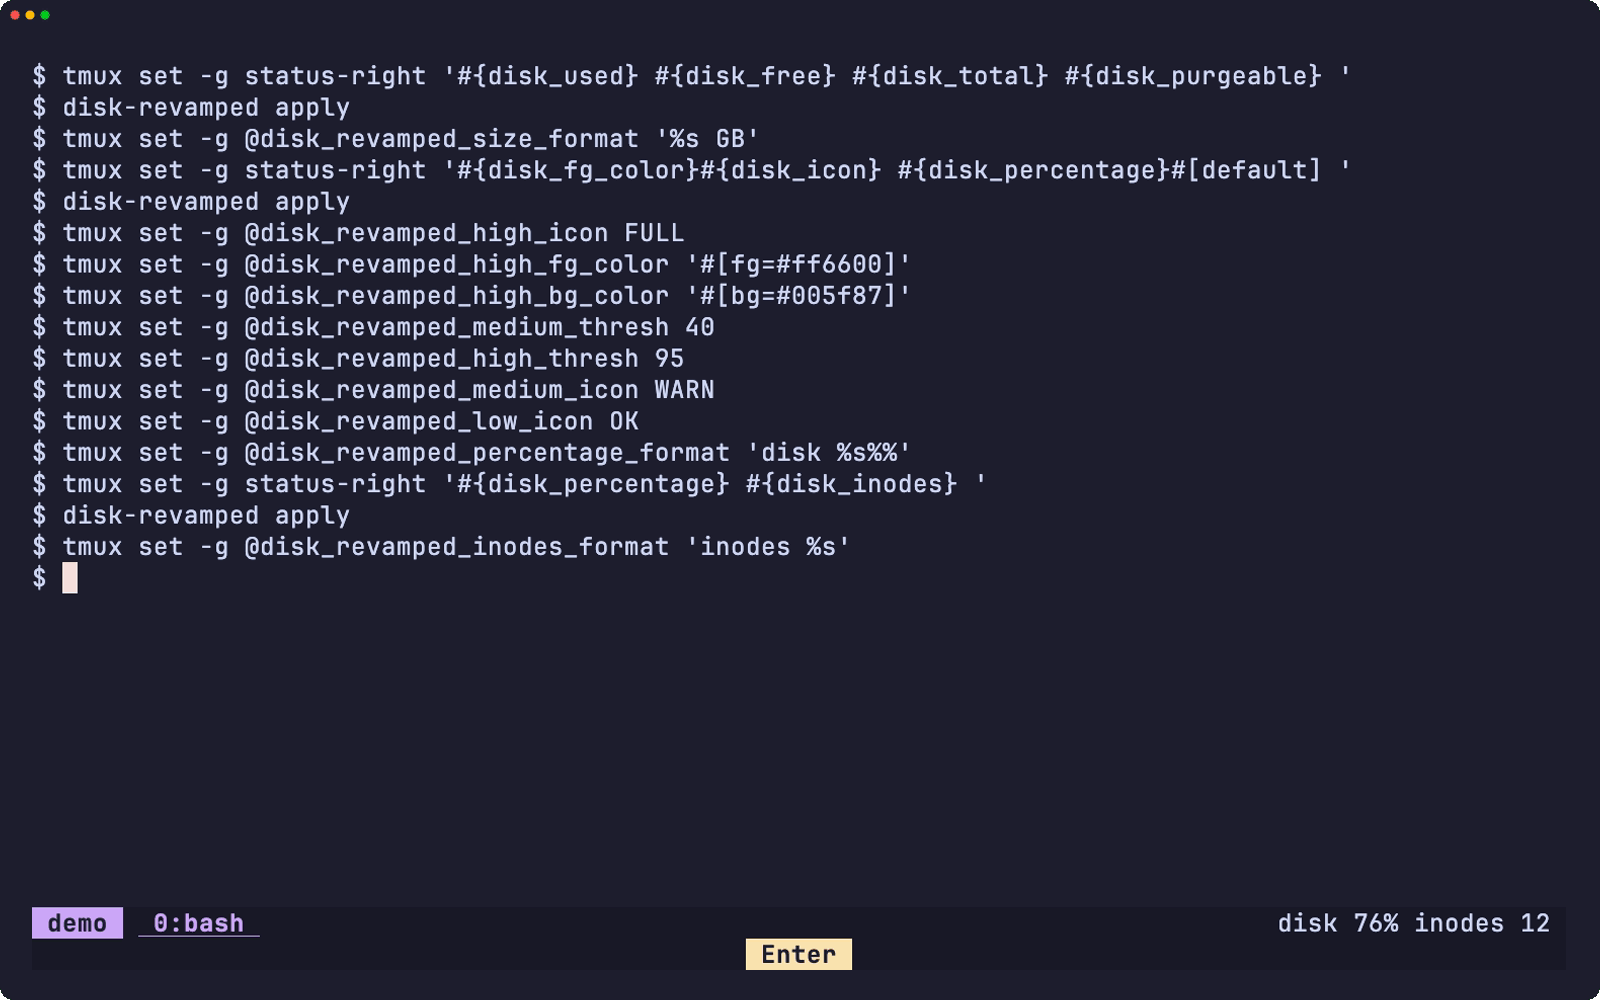 $ tmux set -g status-right '#{disk_used} #{disk_free} #{disk_total} #{disk_purgeable} '
$ disk-revamped apply
$ tmux set -g @disk_revamped_size_format '%s GB'
$ tmux set -g status-right '#{disk_fg_color}#{disk_icon} #{disk_percentage}#[default] '
$ disk-revamped apply
$ tmux set -g @disk_revamped_high_icon FULL
$ tmux set -g @disk_revamped_high_fg_color '#[fg=#ff6600]'
$ tmux set -g @disk_revamped_high_bg_color '#[bg=#005f87]'
$ tmux set -g @disk_revamped_medium_thresh 40
$ tmux set -g @disk_revamped_high_thresh 95
$ tmux set -g @disk_revamped_medium_icon WARN
$ tmux set -g @disk_revamped_low_icon OK
$ tmux set -g @disk_revamped_percentage_format 'disk %s%%'
$ tmux set -g status-right '#{disk_percentage} #{disk_inodes} '
$ disk-revamped apply
$ tmux set -g @disk_revamped_inodes_format 'inodes %s'
$
demo 0:bash disk 76% inodes 12
Enter